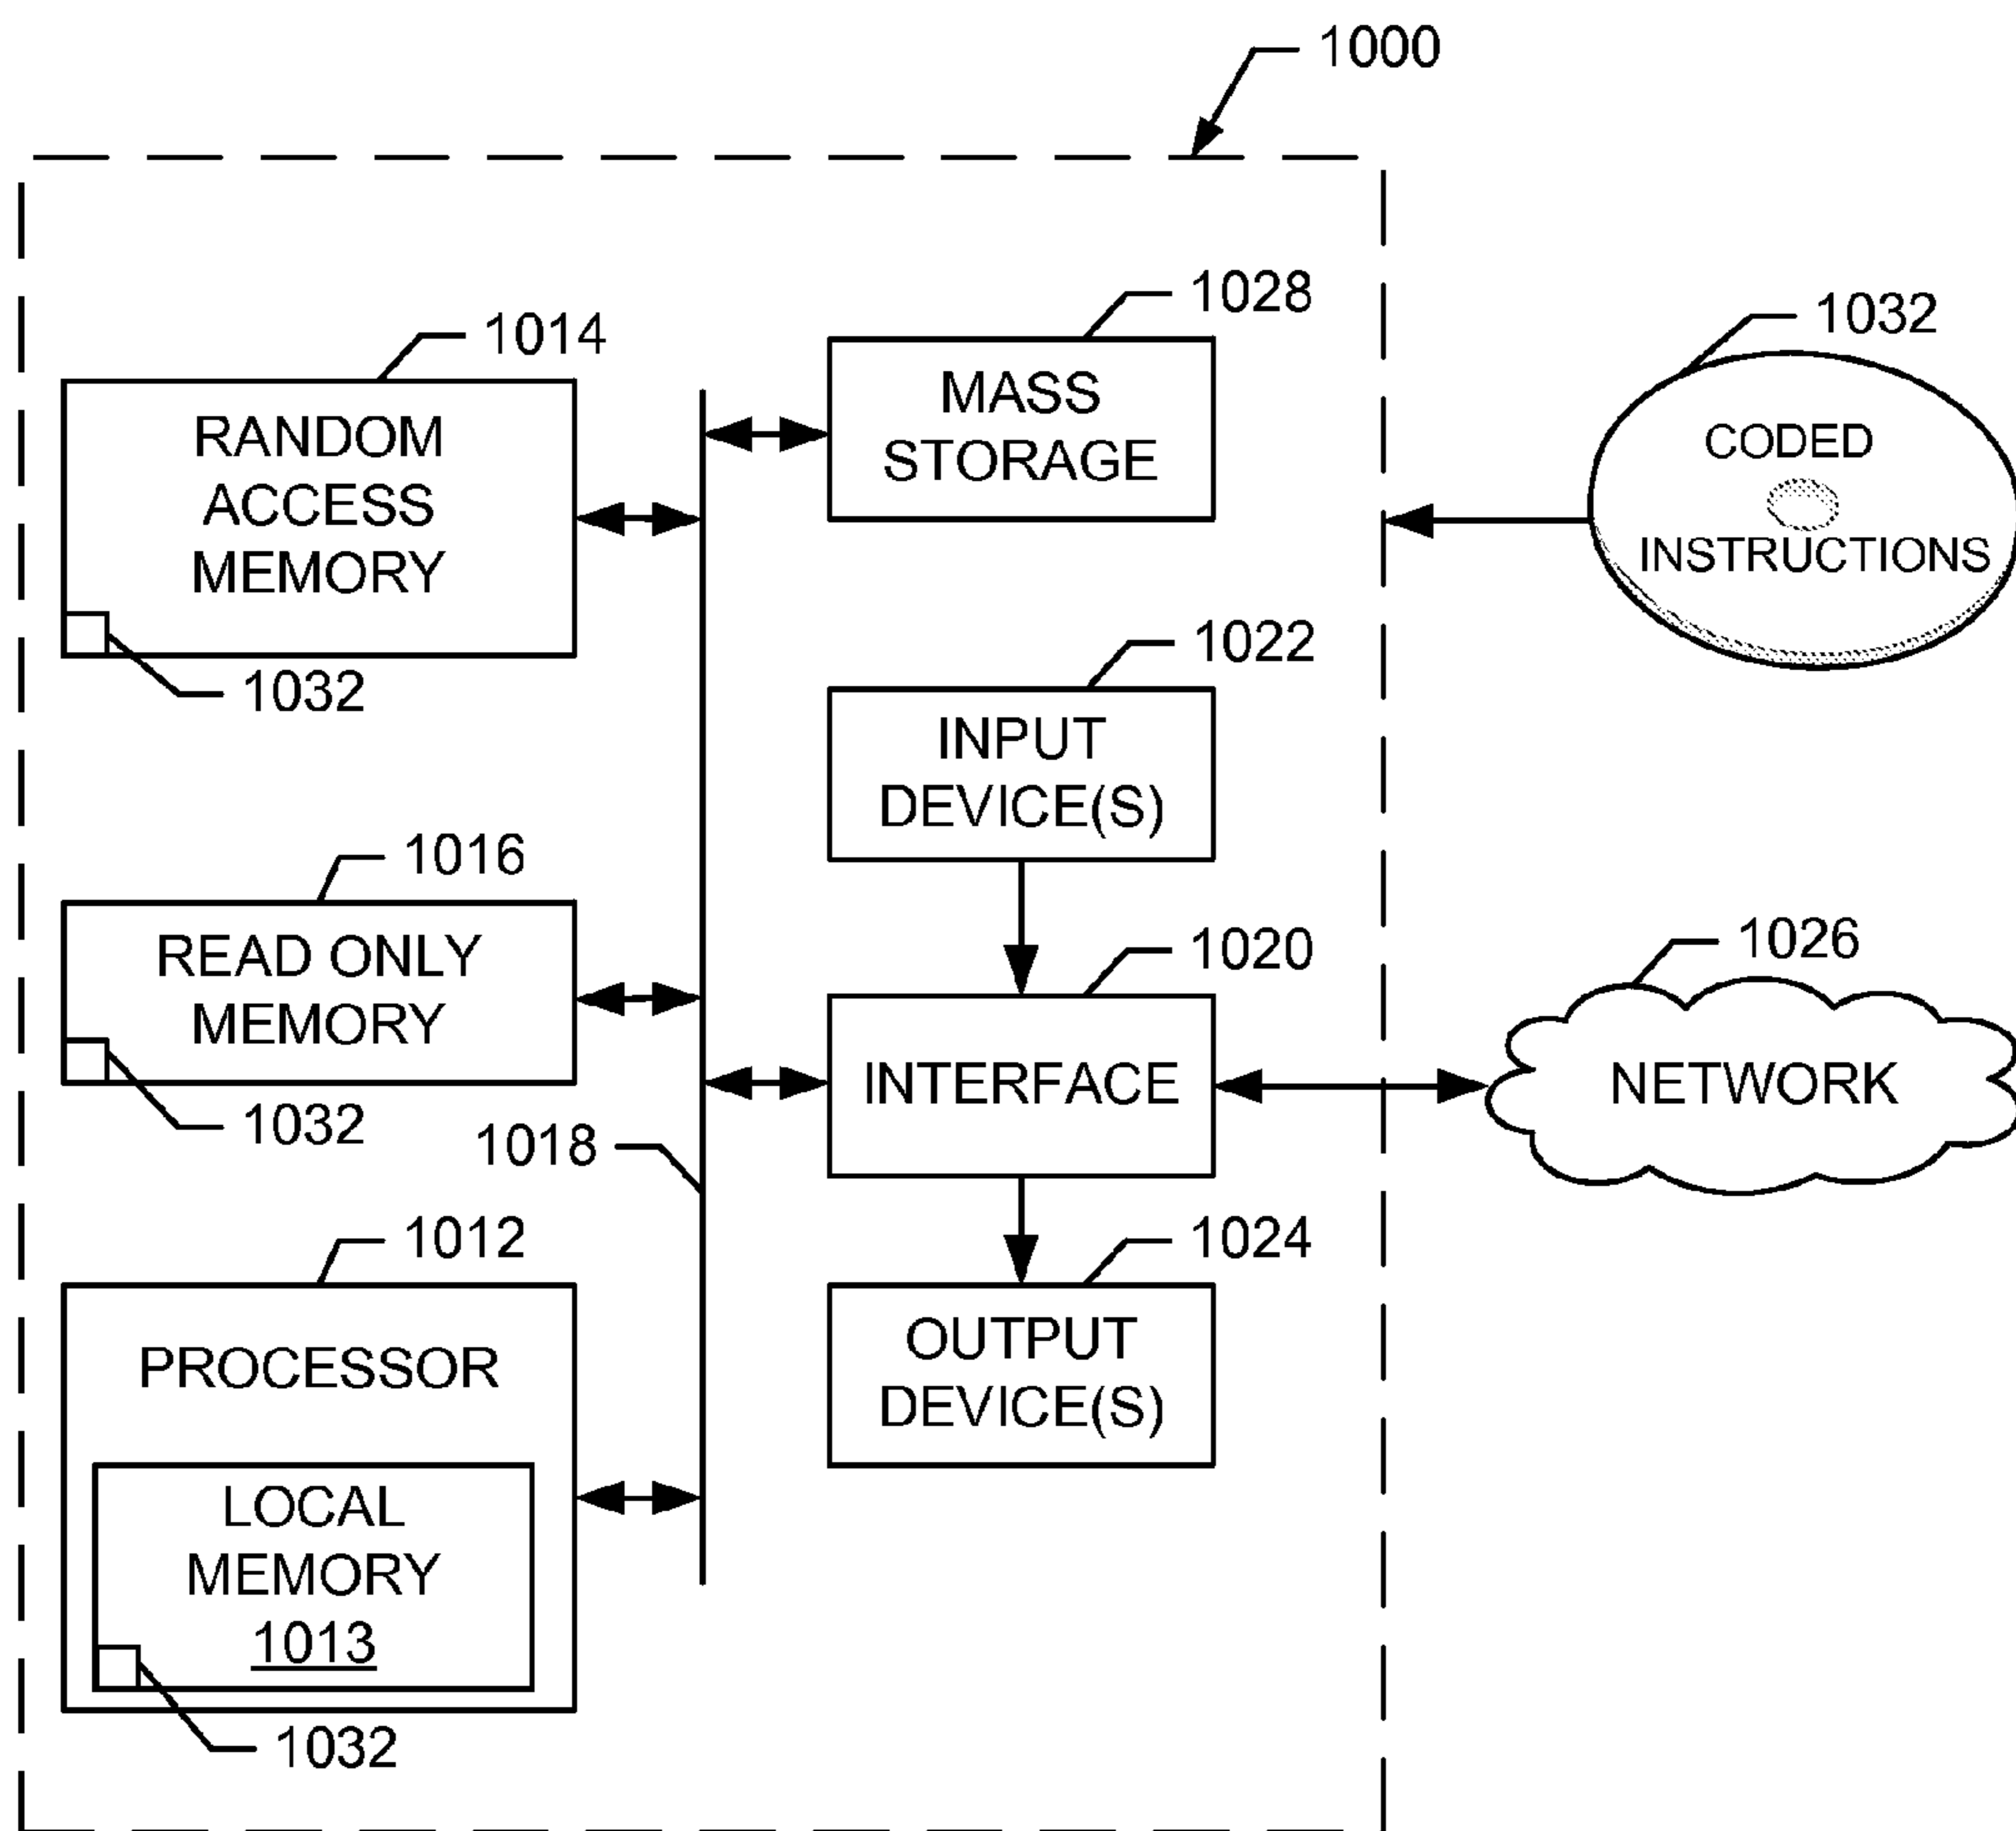 1000
1028
1014
MASS
STORAGE
RANDOM
ACCESS
MEMORY
1032
1032
CODED
INSTRUCTIONS
1022
INPUT
DEVICE(S)
1016
READ ONLY
MEMORY
1032
1020
INTERFACE
1026
NETWORK
1018
1012
PROCESSOR
LOCAL
MEMORY
1013
1032
1024
OUTPUT
DEVICE(S)